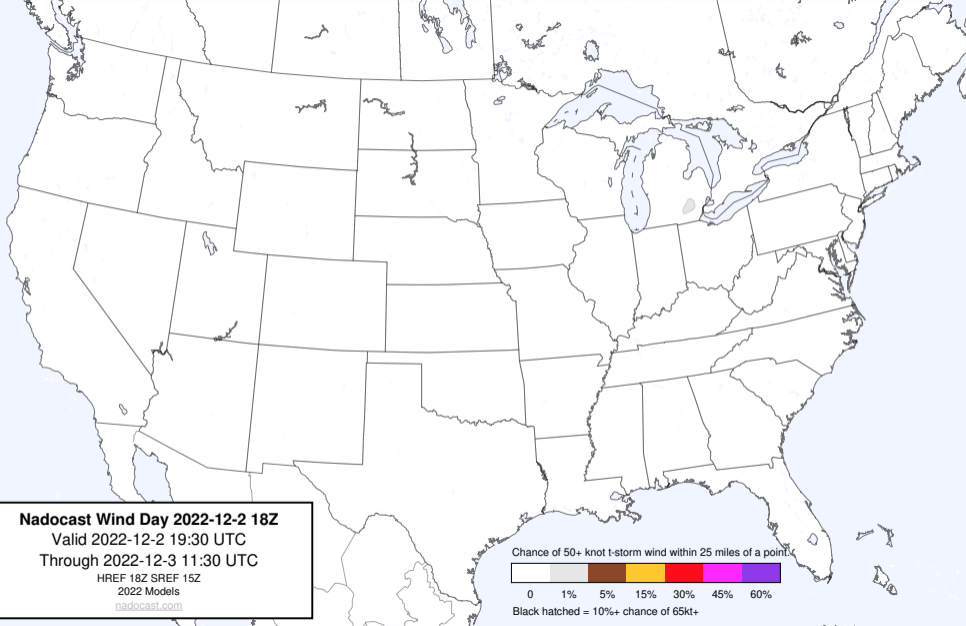 Nadocast Wind Day 2022-12-2 18Z
Valid 2022-12-2 19:30 UTC
Through 2022-12-3 11:30 UTC
HREF 18Z SREF 15Z
2022 Models
nadocast.com
Chance of 50+ knot t-storm wind within 25 miles of a point.
0 1% 5% 15% 30% 45% 60%
Black hatched = 10%+ chance of 65kt+